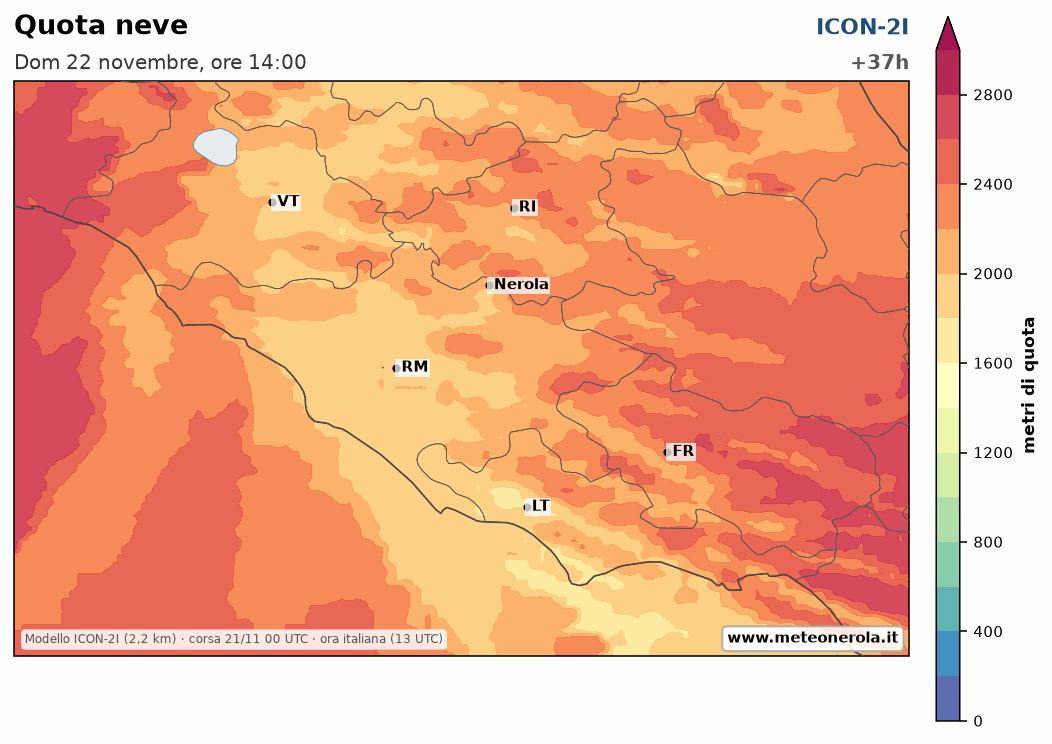 Quota neve
ICON-2I
Dom 22 novembre, ore 14:00
+37h
VT
RI
Nerola
RM
FR
LT
Modello ICON-2I (2,2 km) · corsa 21/11 00 UTC · ora italiana (13 UTC)
www.meteonerola.it
2800
2400
2000
1600
1200
800
400
0
metri di quota